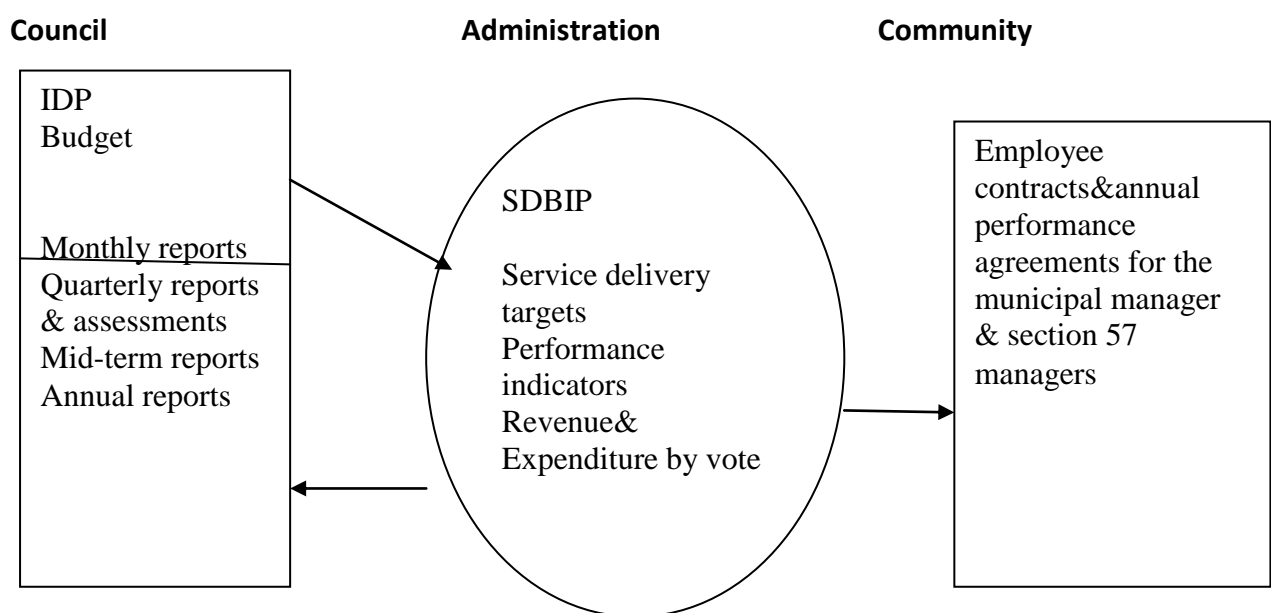 Council
Administration
Community
IDP
Budget
Monthly reports
Quarterly reports
& assessments
Mid-term reports
Annual reports
SDBIP
Service delivery
targets
Performance
indicators
Revenue&
Expenditure by vote
Employee
contracts&annual
performance
agreements for the
municipal manager
& section 57
managers